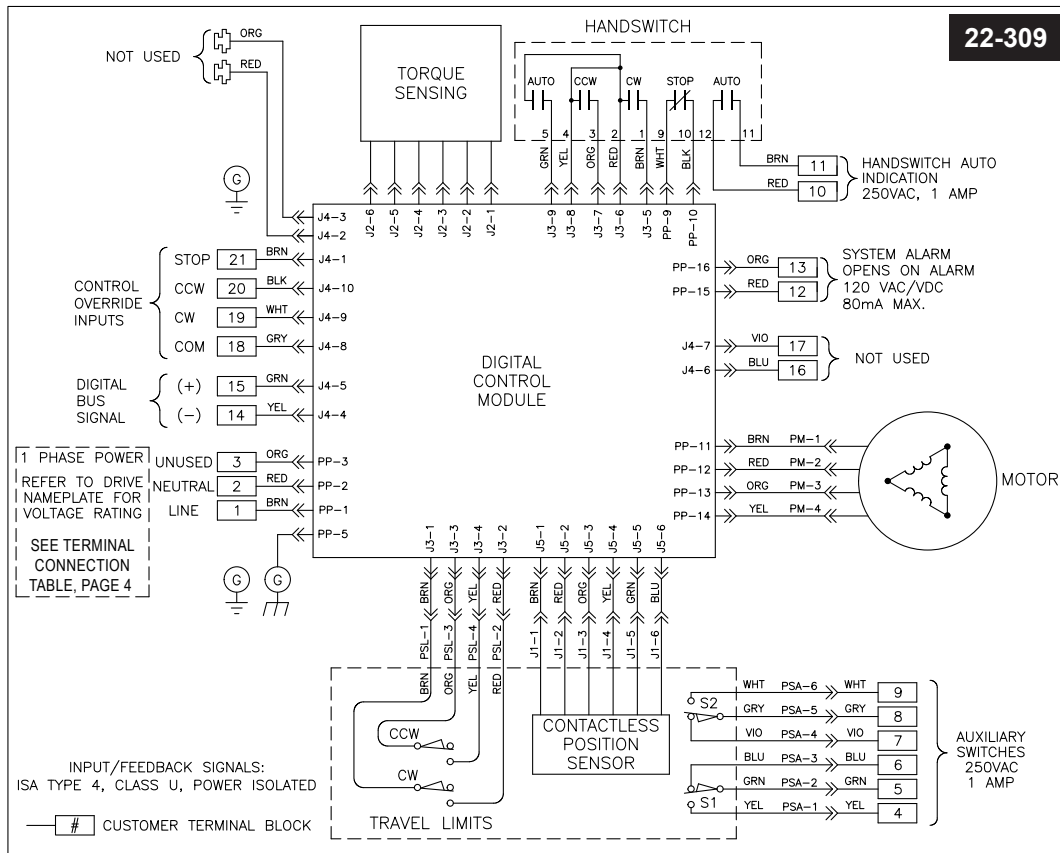 22-309
HANDSWITCH
NOT USED
ORG
RED
TORQUE
SENSING
AUTO
CCW
CW
STOP
AUTO
5
4
3
2
1
9
10
12
11
GRN
YEL
ORG
RED
BRN
WHT
BLK
BRN
11
RED
10
HANDSWITCH AUTO
INDICATION
250VAC, 1 AMP
G
J4-3
J4-2
J2-6
J2-5
J2-4
J2-3
J2-2
J2-1
J3-9
J3-8
J3-7
J3-6
J3-5
PP-9
PP-10
CONTROL
OVERRIDE
INPUTS
STOP
21
BRN
J4-1
CCW
20
BLK
J4-10
CW
19
WHT
J4-9
COM
18
GRY
J4-8
DIGITAL
BUS
SIGNAL
(+)
15
GRN
J4-5
(−)
14
YEL
J4-4
DIGITAL
CONTROL
MODULE
PP-16
ORG
13
PP-15
RED
12
SYSTEM ALARM
OPENS ON ALARM
120 VAC/VDC
80mA MAX.
J4-7
VIO
17
J4-6
BLU
16
NOT USED
1 PHASE POWER
REFER TO DRIVE
NAMEPLATE FOR
VOLTAGE RATING
SEE TERMINAL
CONNECTION
TABLE, PAGE 4
UNUSED
3
ORG
PP-3
NEUTRAL
2
RED
PP-2
LINE
1
BRN
PP-1
PP-5
G
G
PP-11
BRN
PM-1
PP-12
RED
PM-2
PP-13
ORG
PM-3
PP-14
YEL
PM-4
MOTOR
J3-1
J3-3
J3-4
J3-2
J5-1
J5-2
J5-3
J5-4
J5-5
J5-6
BRN
ORG
YEL
RED
BRN
RED
ORG
YEL
GRN
BLU
PSL-1
PSL-3
PSL-4
PSL-2
J1-1
J1-2
J1-3
J1-4
J1-5
J1-6
BRN
ORG
YEL
RED
CCW
CW
TRAVEL LIMITS
CONTACTLESS
POSITION
SENSOR
S2
S1
WHT
PSA-6
WHT
9
GRY
PSA-5
GRY
8
VIO
PSA-4
VIO
7
BLU
PSA-3
BLU
6
GRN
PSA-2
GRN
5
YEL
PSA-1
YEL
4
AUXILIARY
SWITCHES
250VAC
1 AMP
INPUT/FEEDBACK SIGNALS:
ISA TYPE 4, CLASS U, POWER ISOLATED
# CUSTOMER TERMINAL BLOCK